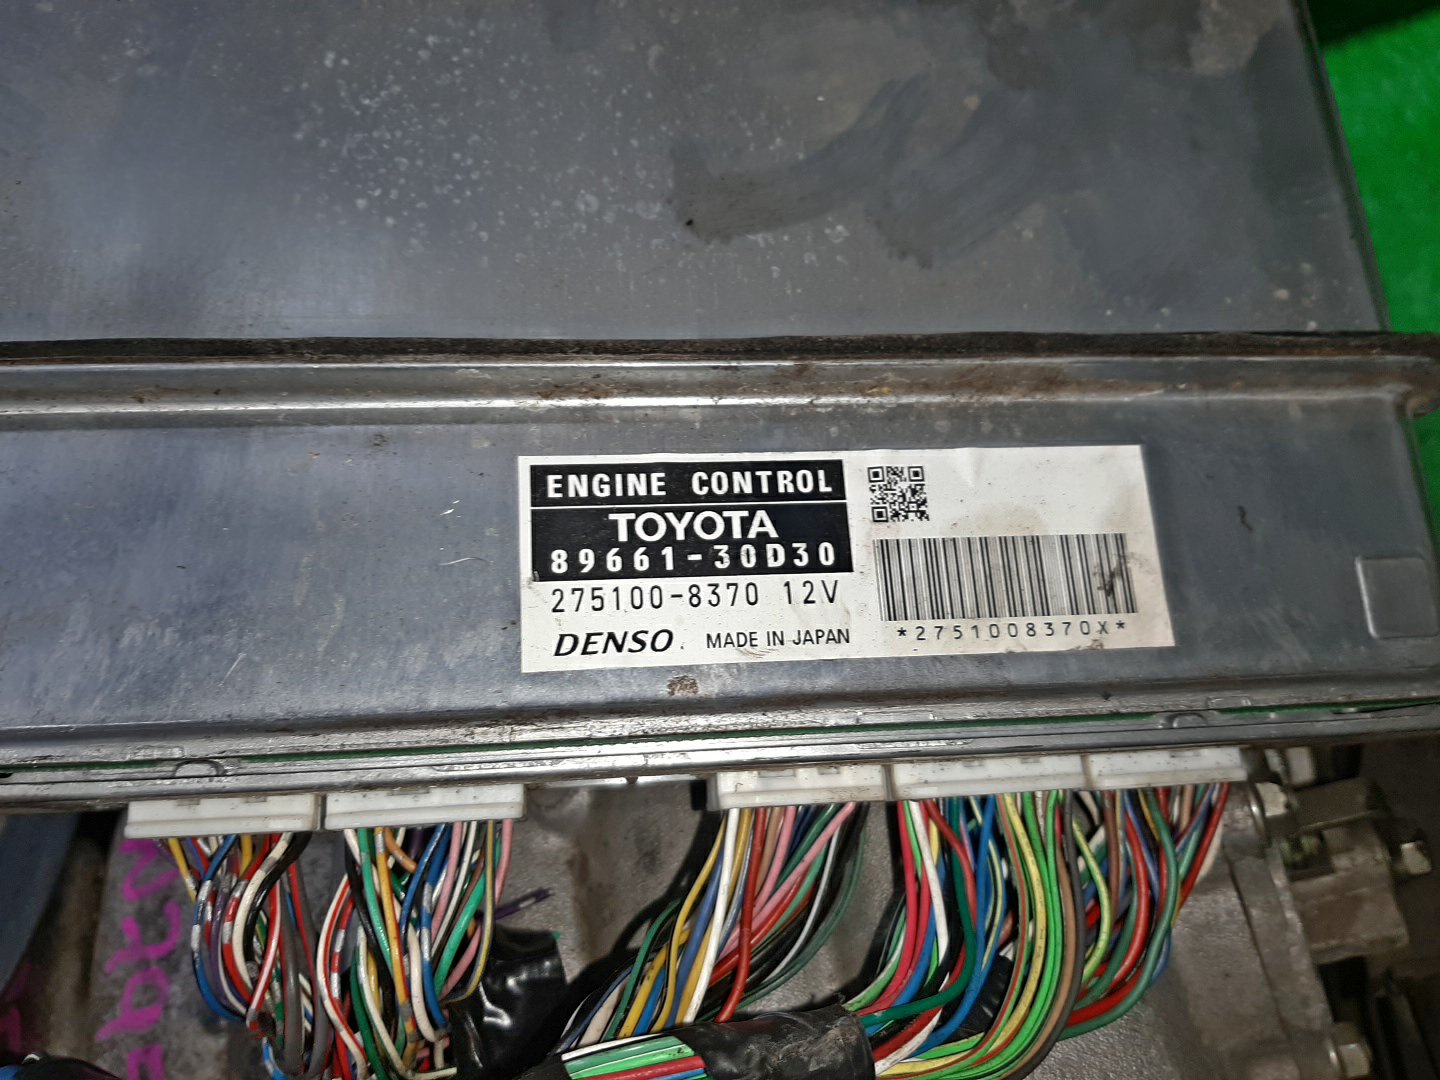 ENGINE CONTROL
TOYOTA
89661-30D30
275100-8370 12V
DENSO. MADE IN JAPAN
*2751008370X*